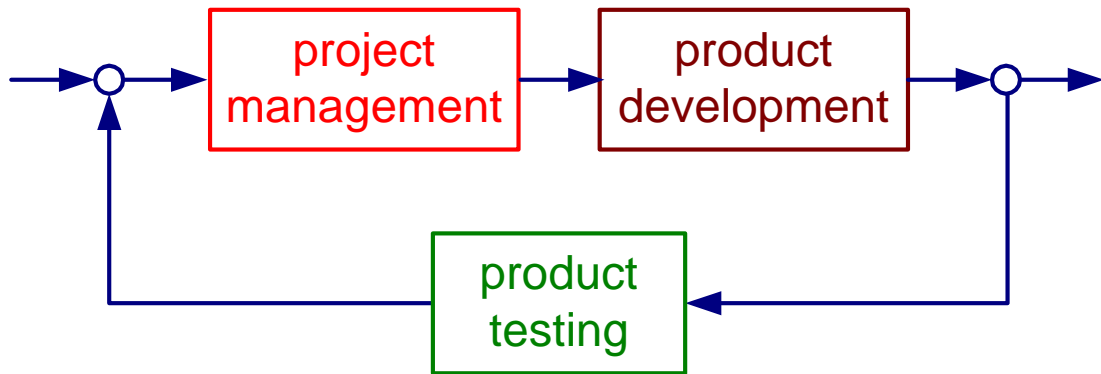 project
management
product
development
product
testing